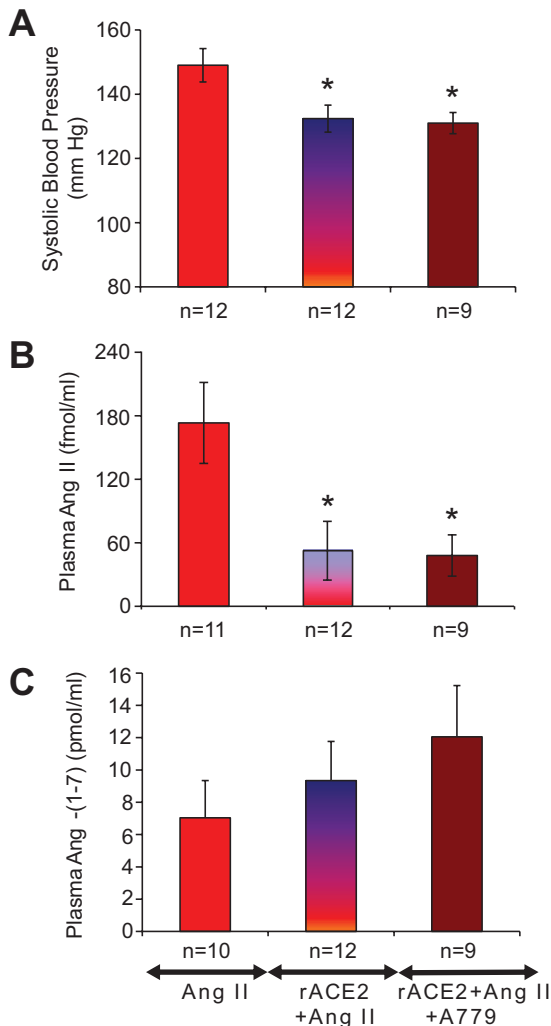 A
Systolic Blood Pressure
(mm Hg)
160
140
120
100
80
*
*
n=12
n=12
n=9
B
Plasma Ang II (fmol/ml)
240
180
120
60
0
*
*
n=11
n=12
n=9
C
Plasma Ang -(1-7) (pmol/ml)
16
14
12
10
8
6
4
2
0
n=10
n=12
n=9
Ang II
rACE2
+Ang II
rACE2+Ang II
+A779